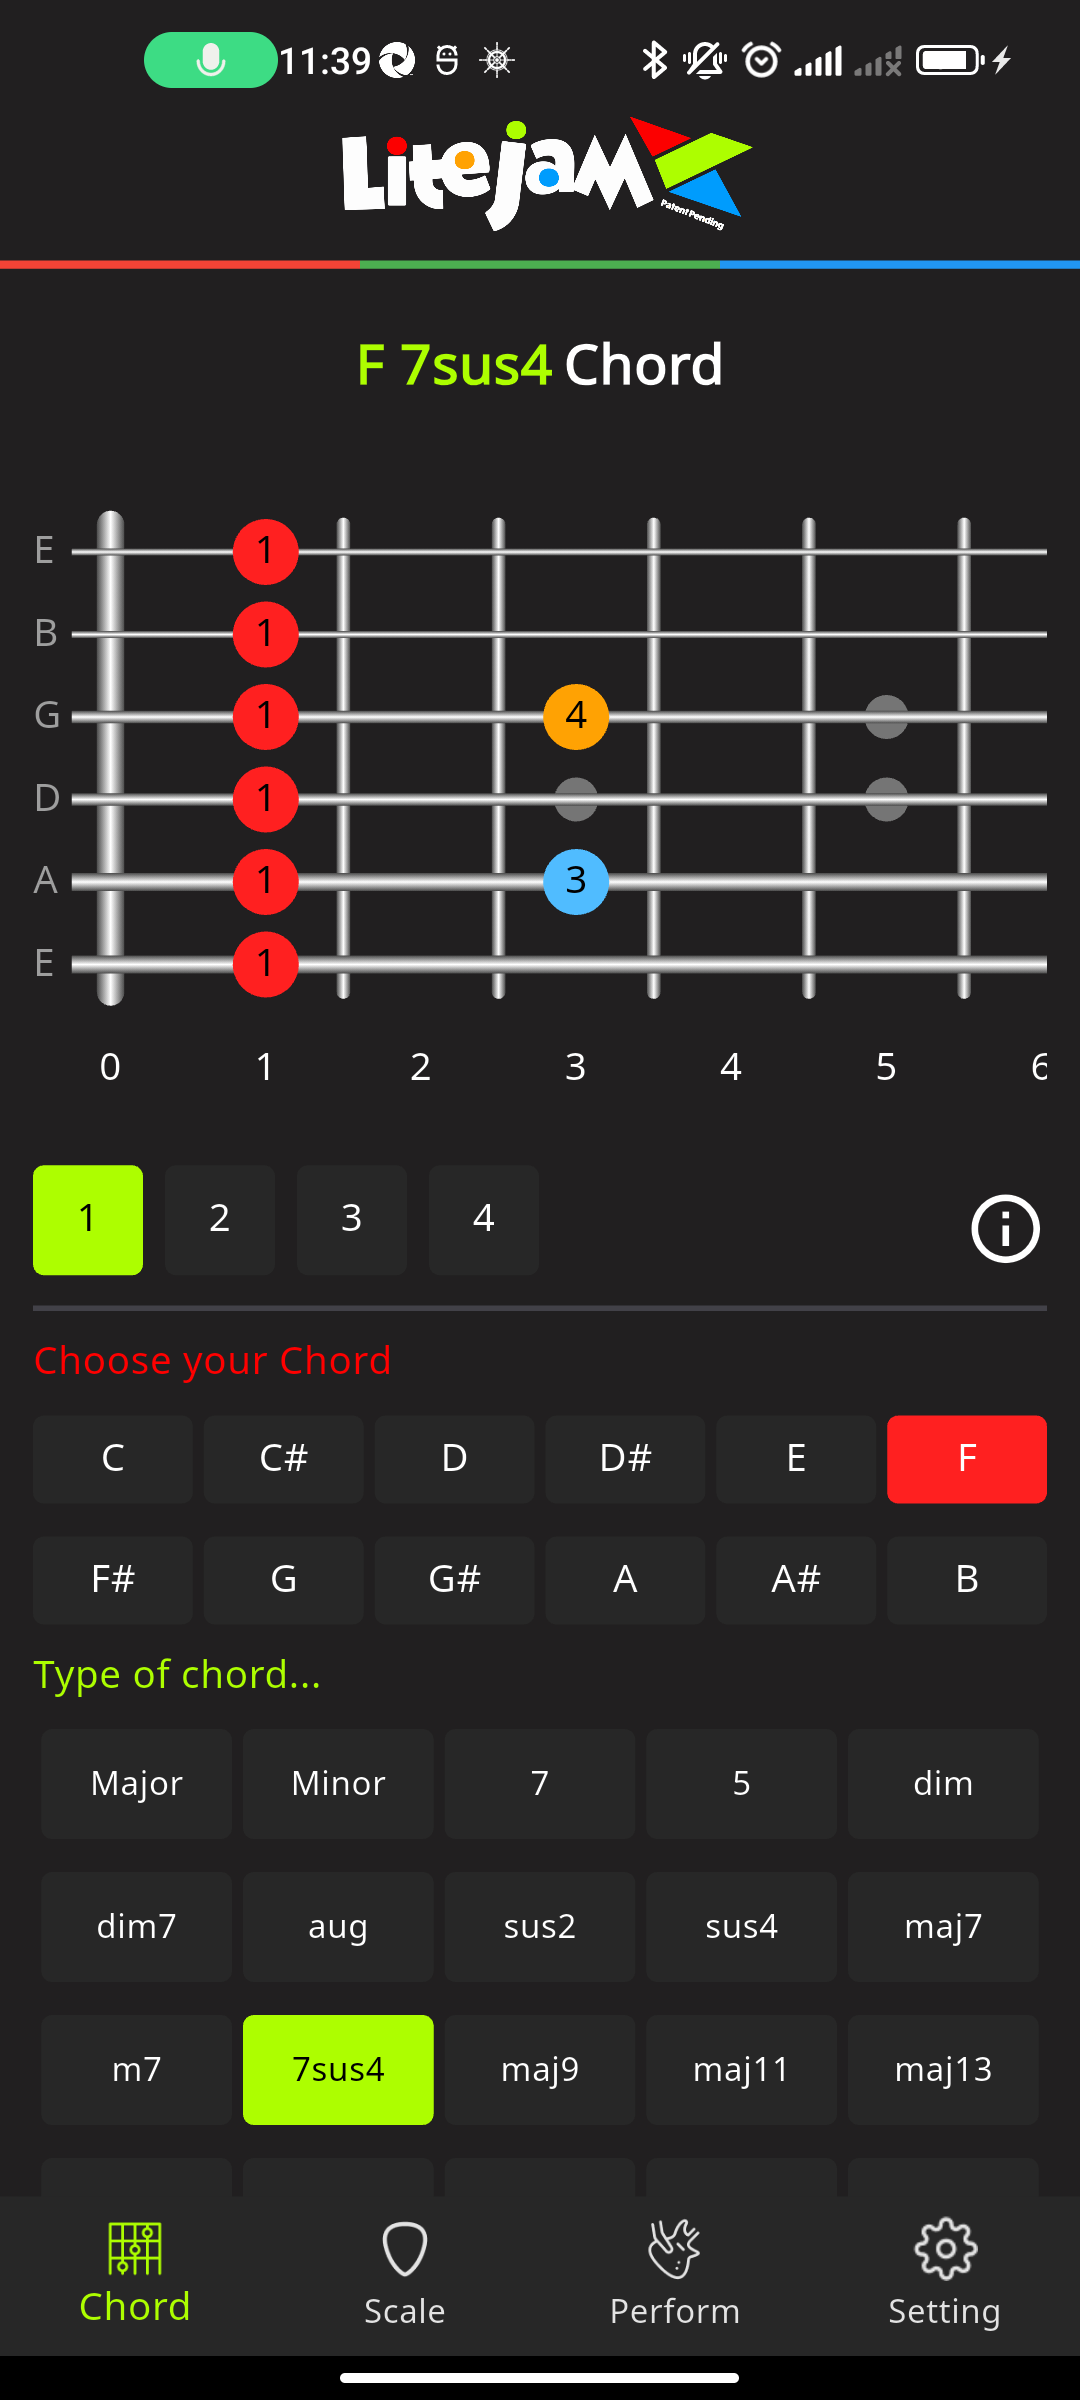 11:39
LiteJam
Patent Pending
F 7sus4 Chord
E 1
B 1
G 1 4
D 1
A 1 3
E 1
0 1 2 3 4 5 6
1 2 3 4
Choose your Chord
C C# D D# E F
F# G G# A A# B
Type of chord...
Major Minor 7 5 dim
dim7 aug sus2 sus4 maj7
m7 7sus4 maj9 maj11 maj13
Chord Scale Perform Setting